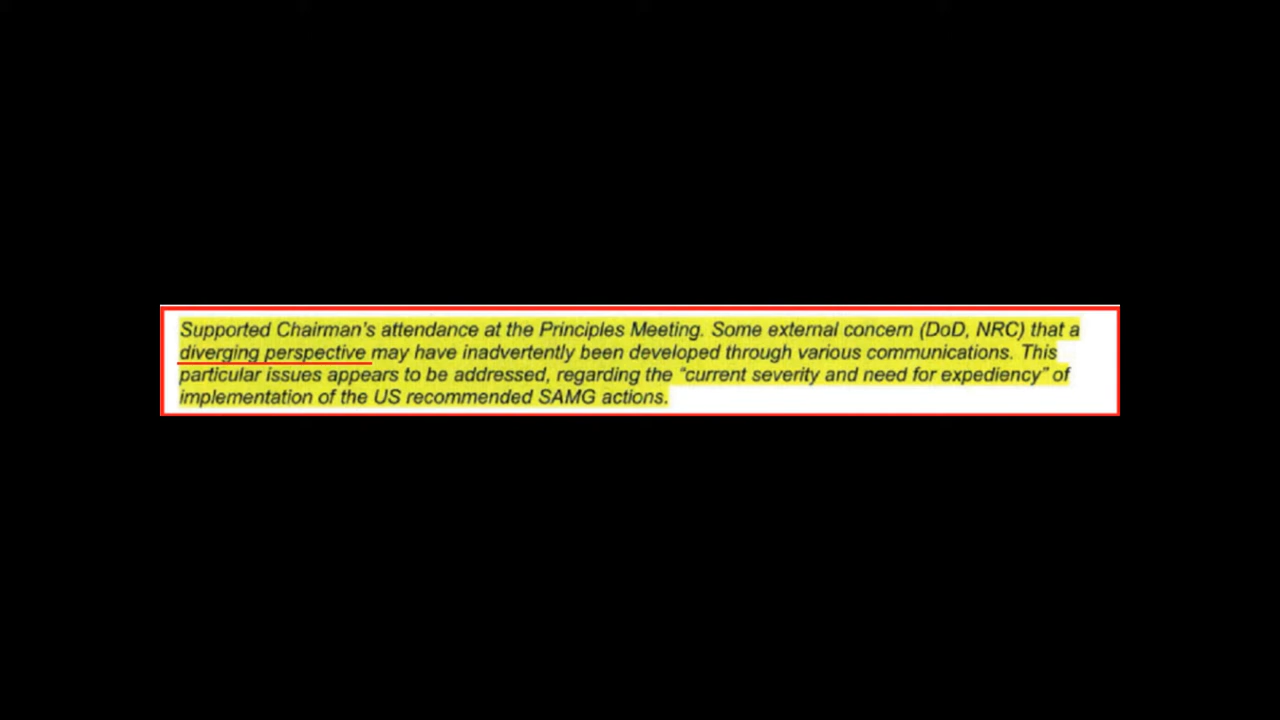 Supported Chairman's attendance at the Principles Meeting. Some external concern (DoD, NRC) that a
diverging perspective may have inadvertently been developed through various communications. This
particular issues appears to be addressed, regarding the "current severity and need for expediency" of
implementation of the US recommended SAMG actions.